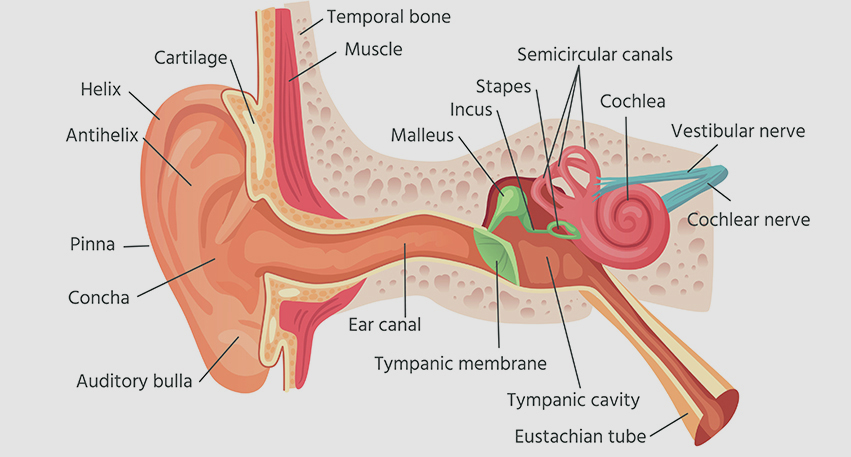 Temporal bone
Muscle
Cartilage
Semicircular canals
Helix
Stapes
Cochlea
Incus
Antihelix
Malleus
Vestibular nerve
Cochlear nerve
Pinna
Concha
Ear canal
Tympanic membrane
Auditory bulla
Tympanic cavity
Eustachian tube